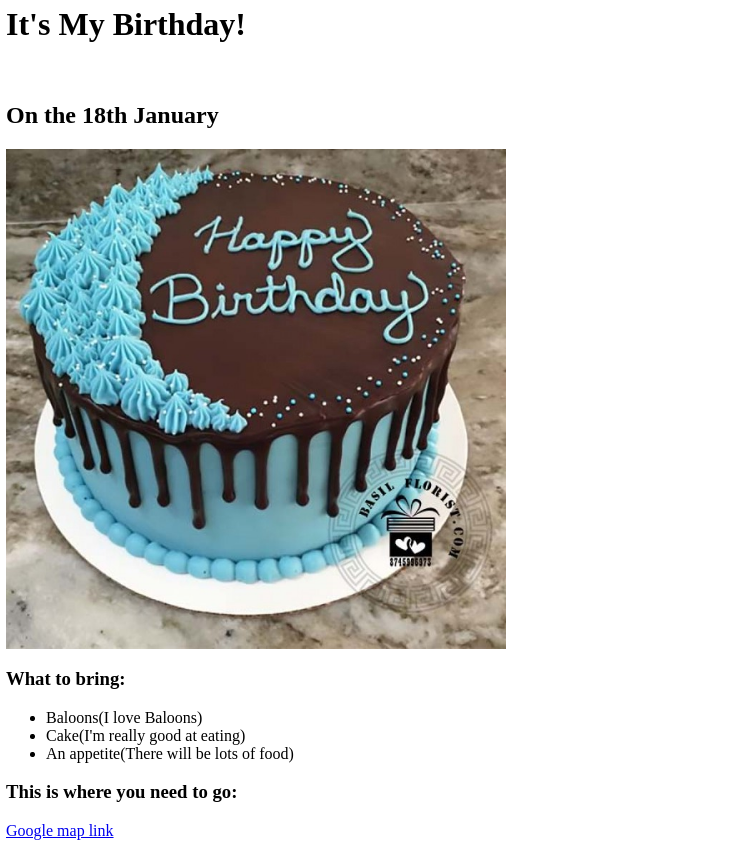 It's My Birthday!
On the 18th January
Happy
Birthday
BASIL FLORIST.COM
What to bring:
Baloons(I love Baloons)
Cake(I'm really good at eating)
An appetite(There will be lots of food)
This is where you need to go:
Google map link